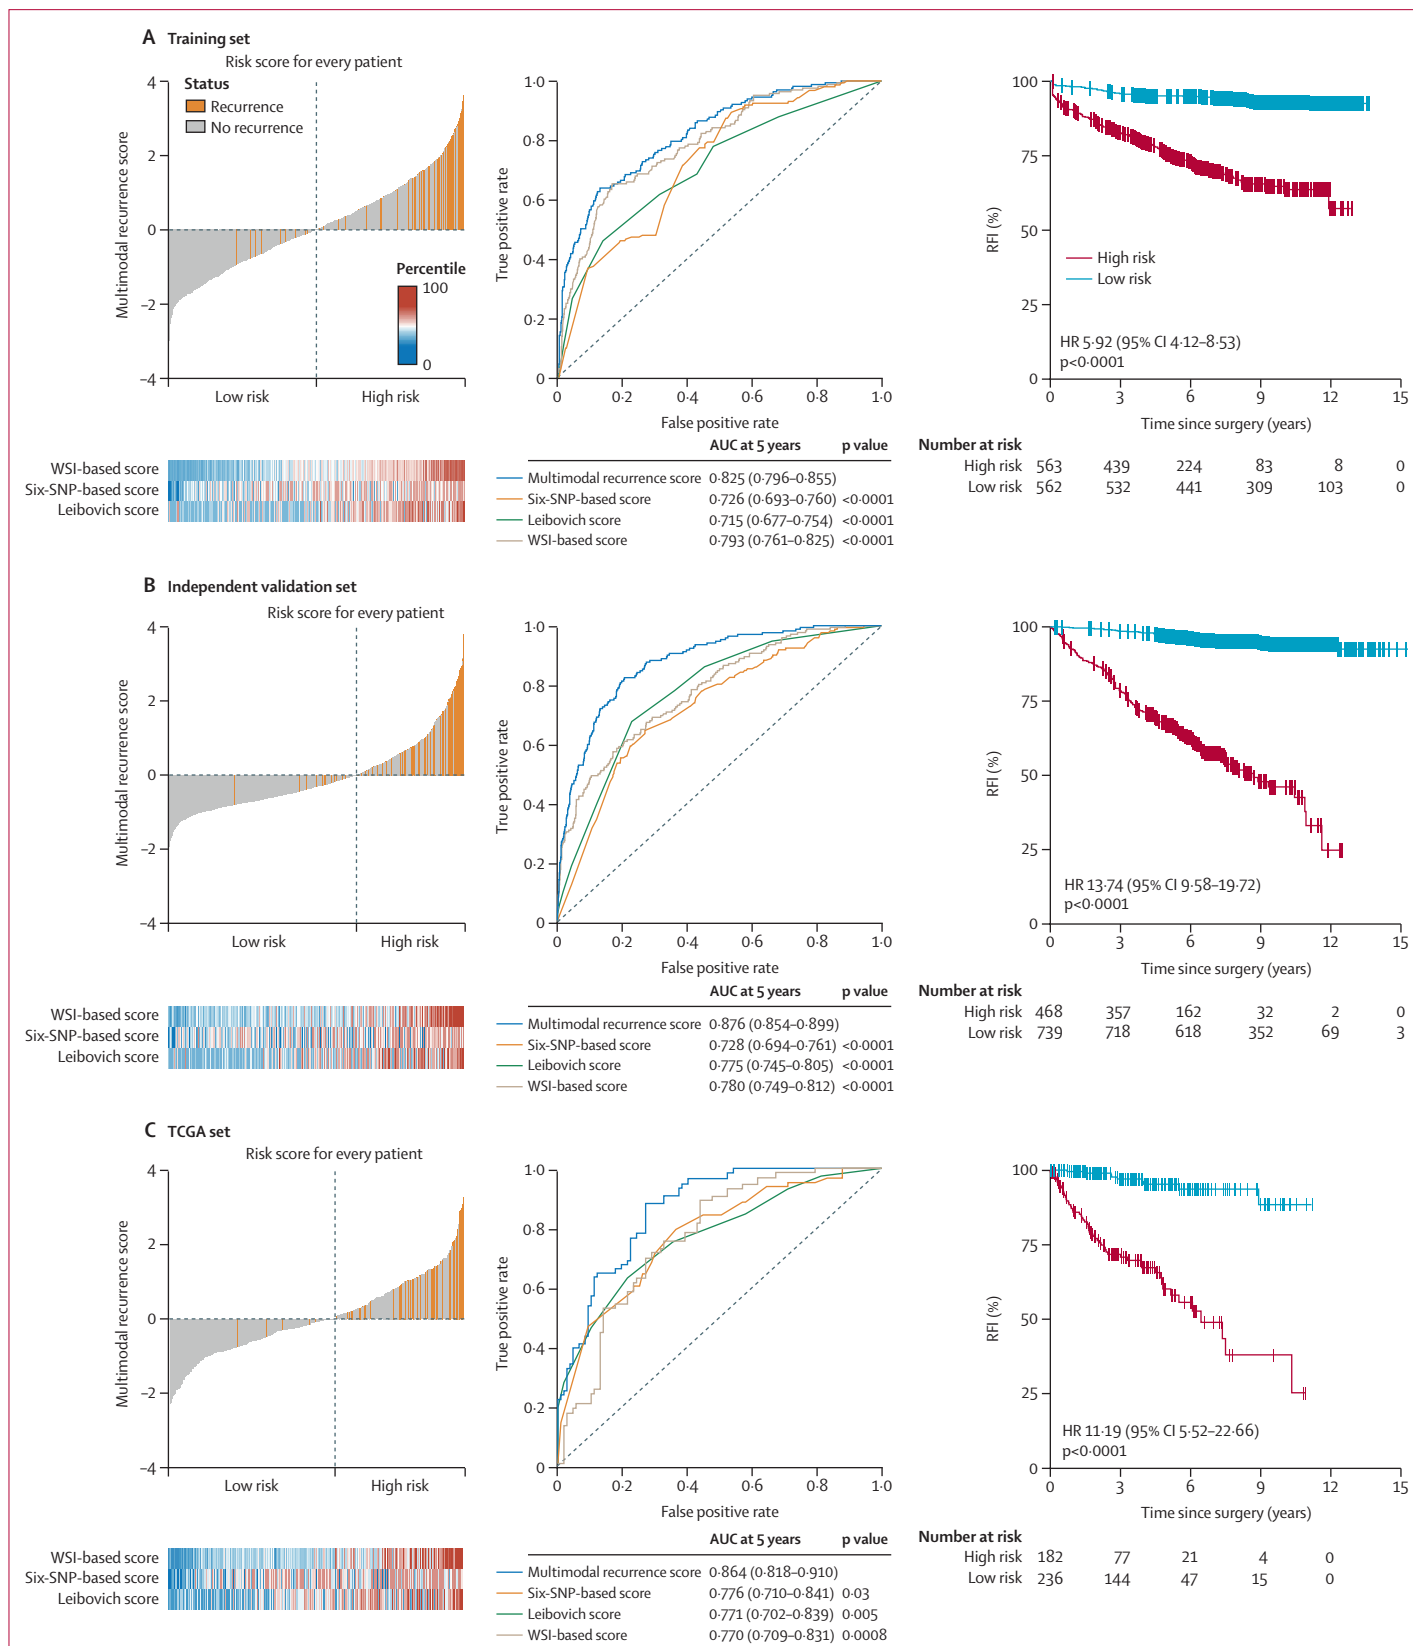 A Training set
Risk score for every patient
Status
Recurrence
No recurrence
Multimodal recurrence score
4
2
0
–2
–4
Percentile
100
0
Low risk High risk
WSI-based score
Six-SNP-based score
Leibovich score
True positive rate
1·0
0·8
0·6
0·4
0·2
0
0 0·2 0·4 0·6 0·8 1·0
False positive rate
AUC at 5 years p value
Multimodal recurrence score 0·825 (0·796–0·855)
Six-SNP-based score 0·726 (0·693–0·760) <0·0001
Leibovich score 0·715 (0·677–0·754) <0·0001
WSI-based score 0·793 (0·761–0·825) <0·0001
RFI (%)
100
75
50
25
0
High risk
Low risk
HR 5·92 (95% CI 4·12–8·53)
p<0·0001
0 3 6 9 12 15
Time since surgery (years)
Number at risk
High risk 563 439 224 83 8 0
Low risk 562 532 441 309 103 0
B Independent validation set
Risk score for every patient
Multimodal recurrence score
4
2
0
–2
–4
Low risk High risk
WSI-based score
Six-SNP-based score
Leibovich score
True positive rate
1·0
0·8
0·6
0·4
0·2
0
0 0·2 0·4 0·6 0·8 1·0
False positive rate
AUC at 5 years p value
Multimodal recurrence score 0·876 (0·854–0·899)
Six-SNP-based score 0·728 (0·694–0·761) <0·0001
Leibovich score 0·775 (0·745–0·805) <0·0001
WSI-based score 0·780 (0·749–0·812) <0·0001
RFI (%)
100
75
50
25
0
HR 13·74 (95% CI 9·58–19·72)
p<0·0001
0 3 6 9 12 15
Time since surgery (years)
Number at risk
High risk 468 357 162 32 2 0
Low risk 739 718 618 352 69 3
C TCGA set
Risk score for every patient
Multimodal recurrence score
4
2
0
–2
–4
Low risk High risk
WSI-based score
Six-SNP-based score
Leibovich score
True positive rate
1·0
0·8
0·6
0·4
0·2
0
0 0·2 0·4 0·6 0·8 1·0
False positive rate
AUC at 5 years p value
Multimodal recurrence score 0·864 (0·818–0·910)
Six-SNP-based score 0·776 (0·710–0·841) 0·03
Leibovich score 0·771 (0·702–0·839) 0·005
WSI-based score 0·770 (0·709–0·831) 0·0008
RFI (%)
100
75
50
25
0
HR 11·19 (95% CI 5·52–22·66)
p<0·0001
0 3 6 9 12 15
Time since surgery (years)
Number at risk
High risk 182 77 21 4 0
Low risk 236 144 47 15 0